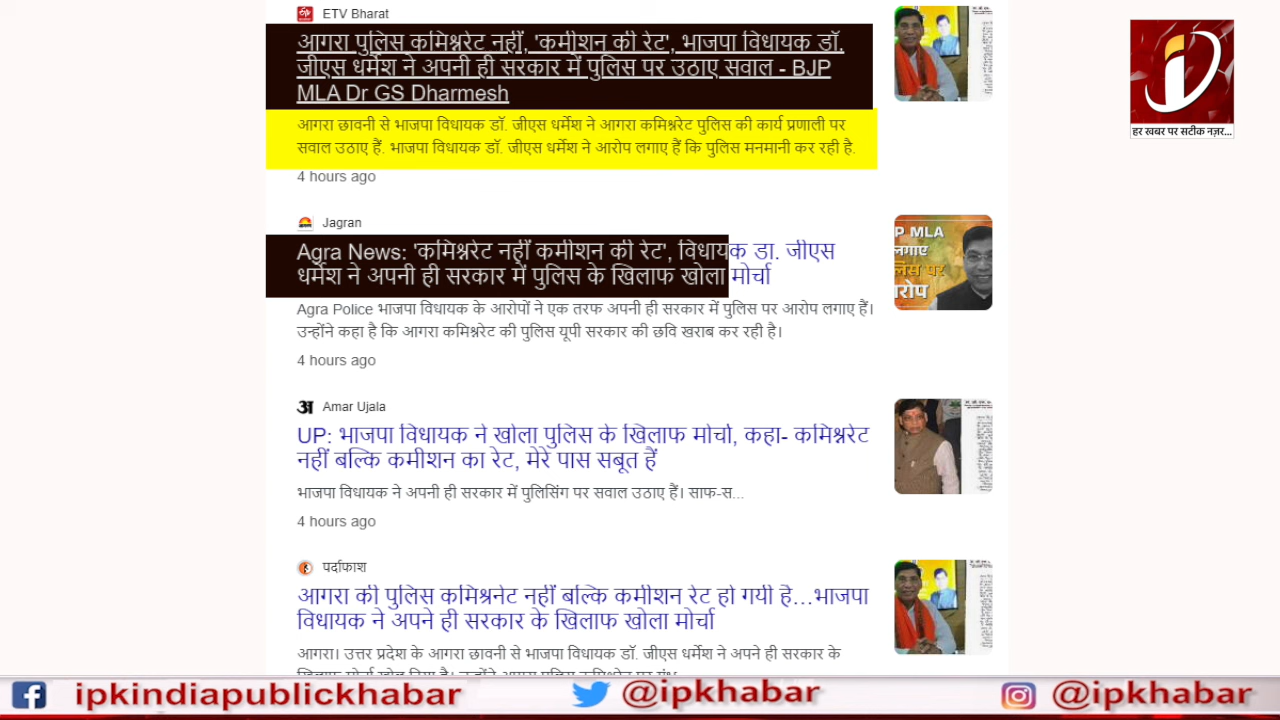 ETV Bharat
आगरा पुलिस कमिश्नरेट नहीं, 'कमीशन की रेट', भाजपा विधायक डॉ.
जीएस धर्मेश ने अपनी ही सरकार में पुलिस पर उठाए सवाल - BJP
MLA Dr GS Dharmesh
आगरा छावनी से भाजपा विधायक डॉ. जीएस धर्मेश ने आगरा कमिश्नरेट पुलिस की कार्य प्रणाली पर
सवाल उठाए हैं. भाजपा विधायक डॉ. जीएस धर्मेश ने आरोप लगाए हैं कि पुलिस मनमानी कर रही है.
4 hours ago
हर खबर पर सटीक नज़र...
Jagran
Agra News: 'कमिश्नरेट नहीं कमीशन की रेट', विधायक डा. जीएस
धर्मेश ने अपनी ही सरकार में पुलिस के खिलाफ खोला मोर्चा
Agra Police भाजपा विधायक के आरोपों ने एक तरफ अपनी ही सरकार में पुलिस पर आरोप लगाए हैं।
उन्होंने कहा है कि आगरा कमिश्नरेट की पुलिस यूपी सरकार की छवि खराब कर रही है।
4 hours ago
P MLA
लगाए
लिस पर
रोप
अ Amar Ujala
UP: भाजपा विधायक ने खोला पुलिस के खिलाफ मोर्चा, कहा- कमिश्नरेट
नहीं बल्कि कमीशन का रेट, मेरे पास सबूत हैं
भाजपा विधायक ने अपनी ही सरकार में पुलिसिंग पर सवाल उठाए हैं। साफ-स...
4 hours ago
पर्दाफाश
आगरा की पुलिस कमिश्रनेट नहीं बल्कि कमीशन रेट हो गयी है...भाजपा
विधायक ने अपने ही सरकार के खिलाफ खोला मोर्चा
आगरा। उत्तर प्रदेश के आगरा छावनी से भाजपा विधायक डॉ. जीएस धर्मेश ने अपने ही सरकार के
ipkindiapublickhabar
@ipkhabar
@ipkhabar